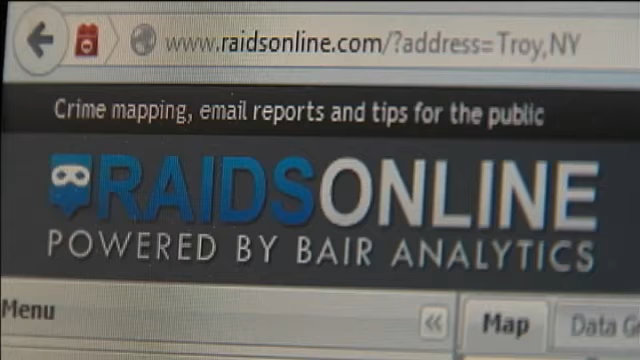 www.raidsonline.com/?address=Troy,NY
Crime mapping, email reports and tips for the public
RAIDSONLINE
POWERED BY BAIR ANALYTICS
Menu
« Map Data G